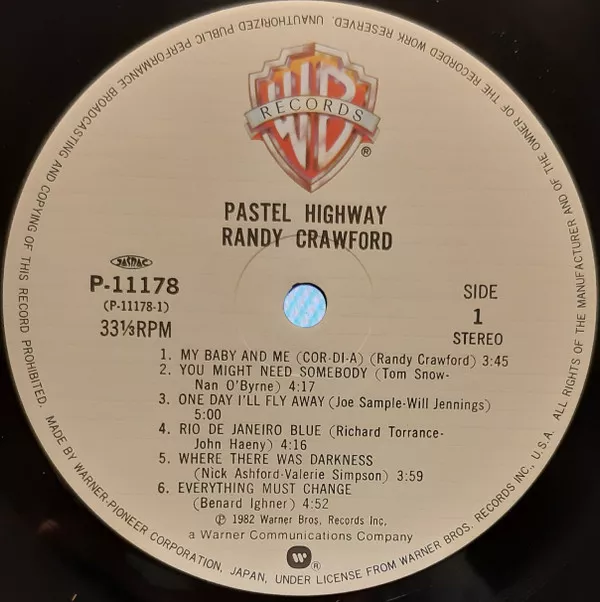 WB
RECORDS
®
PASTEL HIGHWAY
RANDY CRAWFORD
JASRAC
P-11178
(P-11178-1)
33⅓RPM
SIDE
1
STEREO
1. MY BABY AND ME (COR-DI-A) (Randy Crawford) 3:45
2. YOU MIGHT NEED SOMEBODY (Tom Snow-
Nan O'Byrne) 4:17
3. ONE DAY I'LL FLY AWAY (Joe Sample-Will Jennings)
5:00
4. RIO DE JANEIRO BLUE (Richard Torrance-
John Haeny) 4:16
5. WHERE THERE WAS DARKNESS
(Nick Ashford-Valerie Simpson) 3:59
6. EVERYTHING MUST CHANGE
(Benard Ighner) 4:52
℗ 1982 Warner Bros, Records Inc,
a Warner Communications Company
W®
ALL RIGHTS OF THE MANUFACTURER AND OF THE OWNER OF THE RECORDED WORK RESERVED. UNAUTHORIZED PUBLIC PERFORMANCE BROADCASTING AND COPYING OF THIS RECORD PROHIBITED. MADE BY WARNER-PIONEER CORPORATION, JAPAN, UNDER LICENSE FROM WARNER BROS. RECORDS INC., U.S.A.